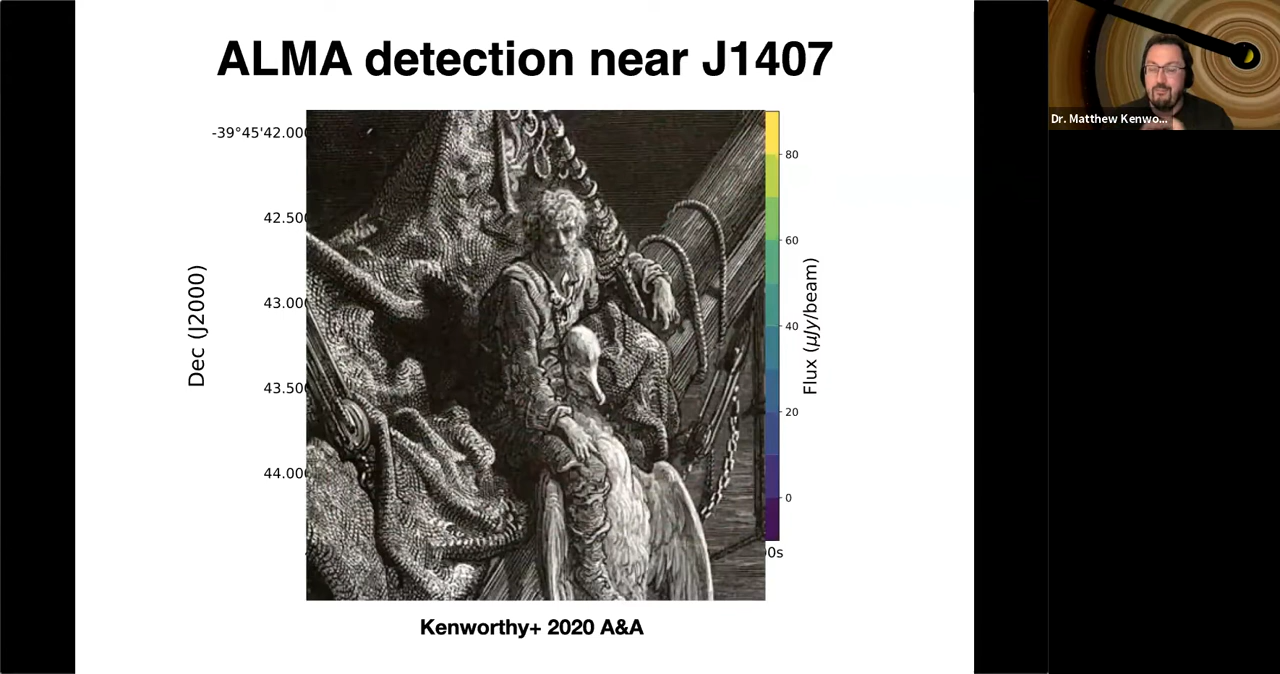 ALMA detection near J1407
Dr. Matthew Kenwo...
-39°45'42.000
42.500
43.000
43.500
44.000
Dec (J2000)
80
60
40
20
0
Flux (μJy/beam)
00s
Kenworthy+ 2020 A&A